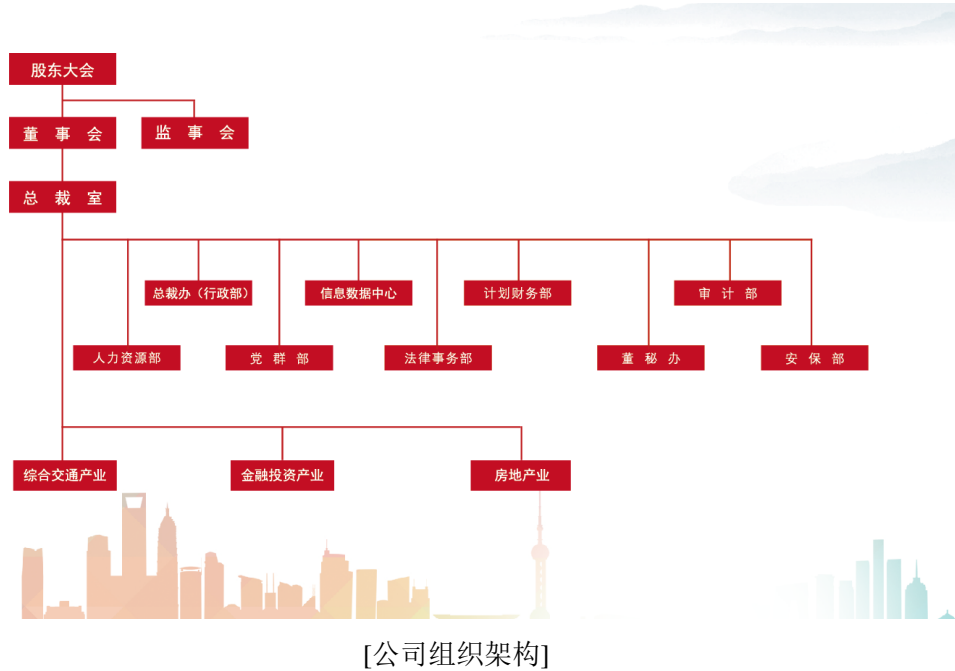 股东大会
董 事 会
监 事 会
总 裁 室
总裁办（行政部）
信息数据中心
计划财务部
审 计 部
人力资源部
党 群 部
法律事务部
董 秘 办
安 保 部
综合交通产业
金融投资产业
房地产业
[公司组织架构]